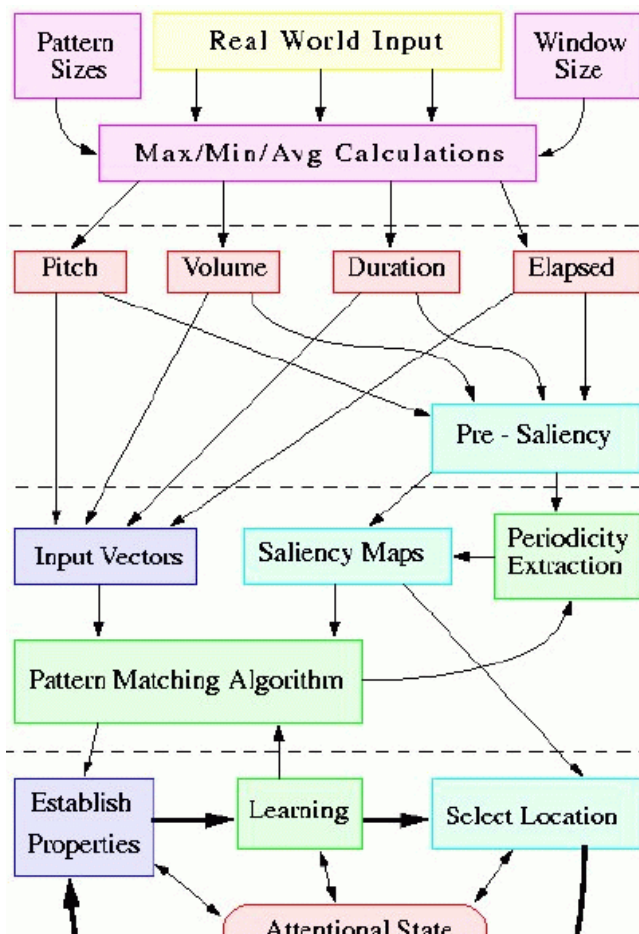 Pattern
Sizes
Real World Input
Window
Size
Max/Min/Avg Calculations
Pitch
Volume
Duration
Elapsed
Pre - Saliency
Input Vectors
Saliency Maps
Periodicity
Extraction
Pattern Matching Algorithm
Establish
Properties
Learning
Select Location
Attentional State